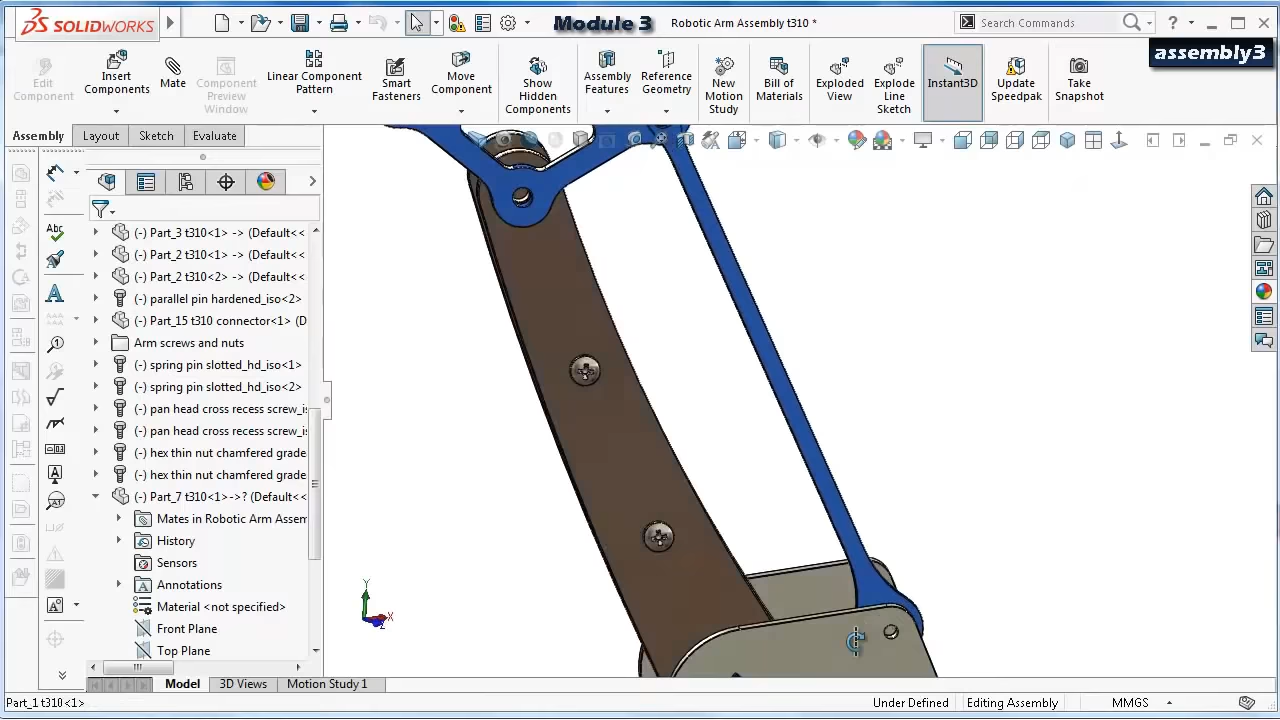 SOLIDWORKS
Module 3
Robotic Arm Assembly t310 *
Search Commands
?
assembly3
Edit Component
Insert Components
Mate
Component Preview Window
Linear Component Pattern
Smart Fasteners
Move Component
Show Hidden Components
Assembly Features
Reference Geometry
New Motion Study
Bill of Materials
Exploded View
Explode Line Sketch
Instant3D
Update Speedpak
Take Snapshot
Assembly
Layout
Sketch
Evaluate
(-) Part_3 t310<1> -> (Default<<
(-) Part_2 t310<1> -> (Default<<
(-) Part_2 t310<2> -> (Default<<
(-) parallel pin hardened_iso<2>
(-) Part_15 t310 connector<1> (D
Arm screws and nuts
(-) spring pin slotted_hd_iso<1>
(-) spring pin slotted_hd_iso<2>
(-) pan head cross recess screw_is
(-) pan head cross recess screw_is
(-) hex thin nut chamfered grade
(-) hex thin nut chamfered grade
(-) Part_7 t310<1>->? (Default<<
Mates in Robotic Arm Assem
History
Sensors
Annotations
Material <not specified>
Front Plane
Top Plane
Y
X
Z
Model
3D Views
Motion Study 1
Part_1 t310<1>
Under Defined
Editing Assembly
MMGS